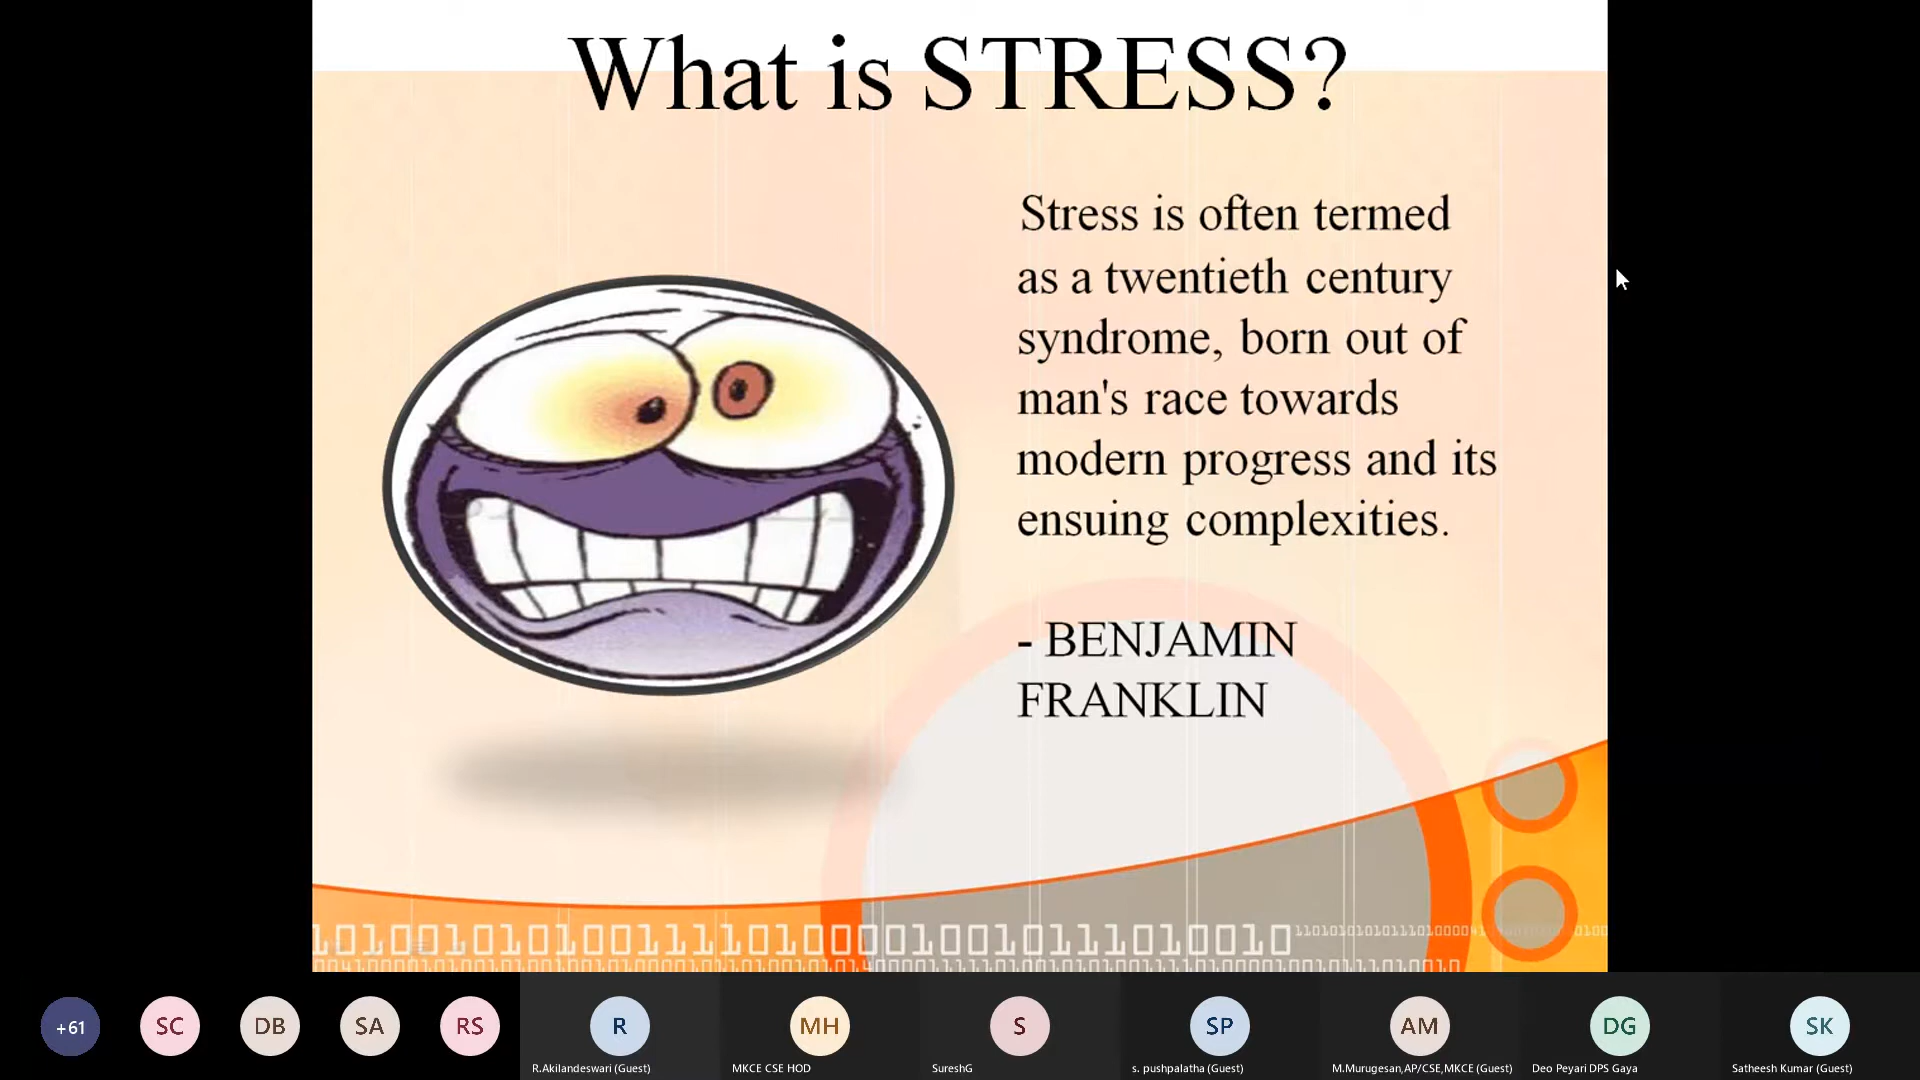 What is STRESS?
Stress is often termed
as a twentieth century
syndrome, born out of
man's race towards
modern progress and its
ensuing complexities.
- BENJAMIN
FRANKLIN
+61
SC
DB
SA
RS
R
MH
S
SP
AM
DG
SK
R.Akilandeswari (Guest)
MKCE CSE HOD
SureshG
s. pushpalatha (Guest)
M.Murugesan,AP/CSE,MKCE (Guest)
Deo Peyari DPS Gaya
Satheesh Kumar (Guest)